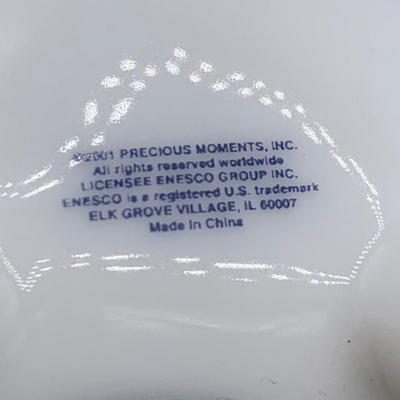 ©2001 PRECIOUS MOMENTS, INC.
All rights reserved worldwide
LICENSEE ENESCO GROUP INC.
ENESCO is a registered U.S. trademark
ELK GROVE VILLAGE, IL 60007
Made in China